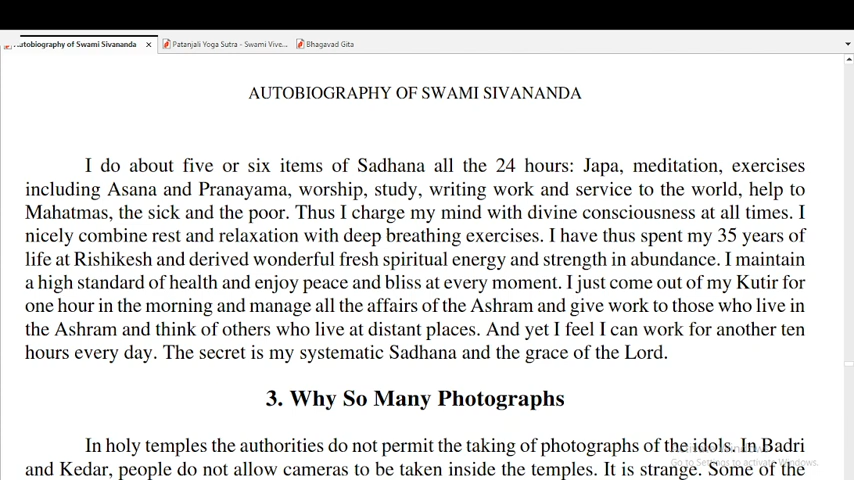 utobiography of Swami Sivananda
Patanjali Yoga Sutra - Swami Vive...
Bhagavad Gita
AUTOBIOGRAPHY OF SWAMI SIVANANDA
I do about five or six items of Sadhana all the 24 hours: Japa, meditation, exercises
including Asana and Pranayama, worship, study, writing work and service to the world, help to
Mahatmas, the sick and the poor. Thus I charge my mind with divine consciousness at all times. I
nicely combine rest and relaxation with deep breathing exercises. I have thus spent my 35 years of
life at Rishikesh and derived wonderful fresh spiritual energy and strength in abundance. I maintain
a high standard of health and enjoy peace and bliss at every moment. I just come out of my Kutir for
one hour in the morning and manage all the affairs of the Ashram and give work to those who live in
the Ashram and think of others who live at distant places. And yet I feel I can work for another ten
hours every day. The secret is my systematic Sadhana and the grace of the Lord.
3. Why So Many Photographs
In holy temples the authorities do not permit the taking of photographs of the idols. In Badri
and Kedar, people do not allow cameras to be taken inside the temples. It is strange. Some of the
Go to Settings to activate Windows.